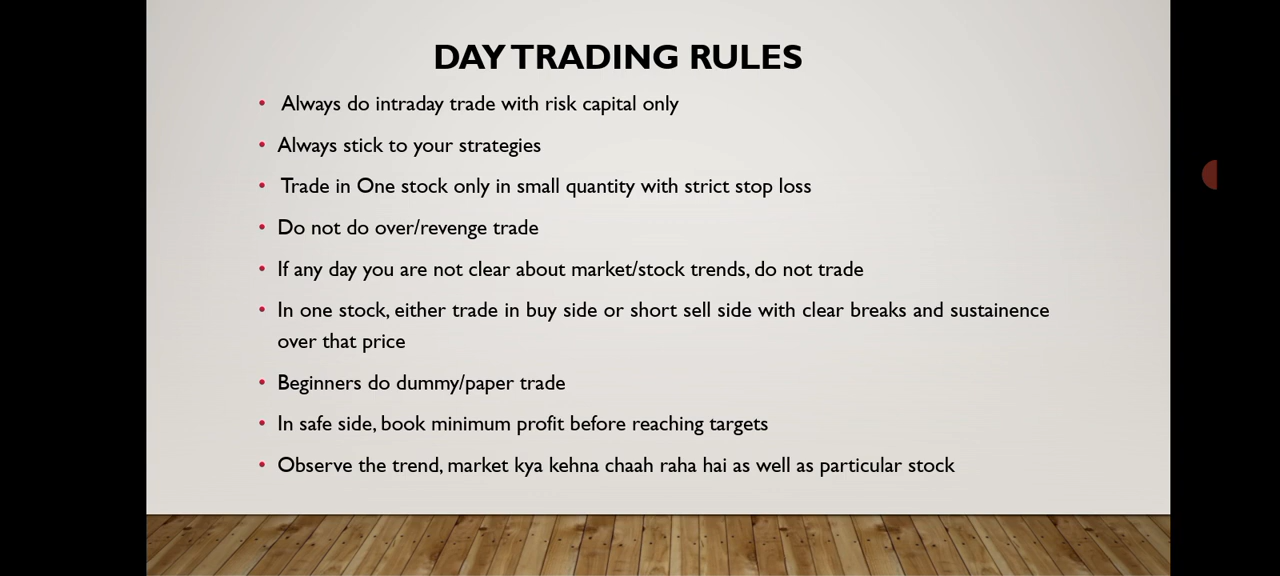 DAY TRADING RULES
• Always do intraday trade with risk capital only
• Always stick to your strategies
• Trade in One stock only in small quantity with strict stop loss
• Do not do over/revenge trade
• If any day you are not clear about market/stock trends, do not trade
• In one stock, either trade in buy side or short sell side with clear breaks and sustainence
over that price
• Beginners do dummy/paper trade
• In safe side, book minimum profit before reaching targets
• Observe the trend, market kya kehna chaah raha hai as well as particular stock